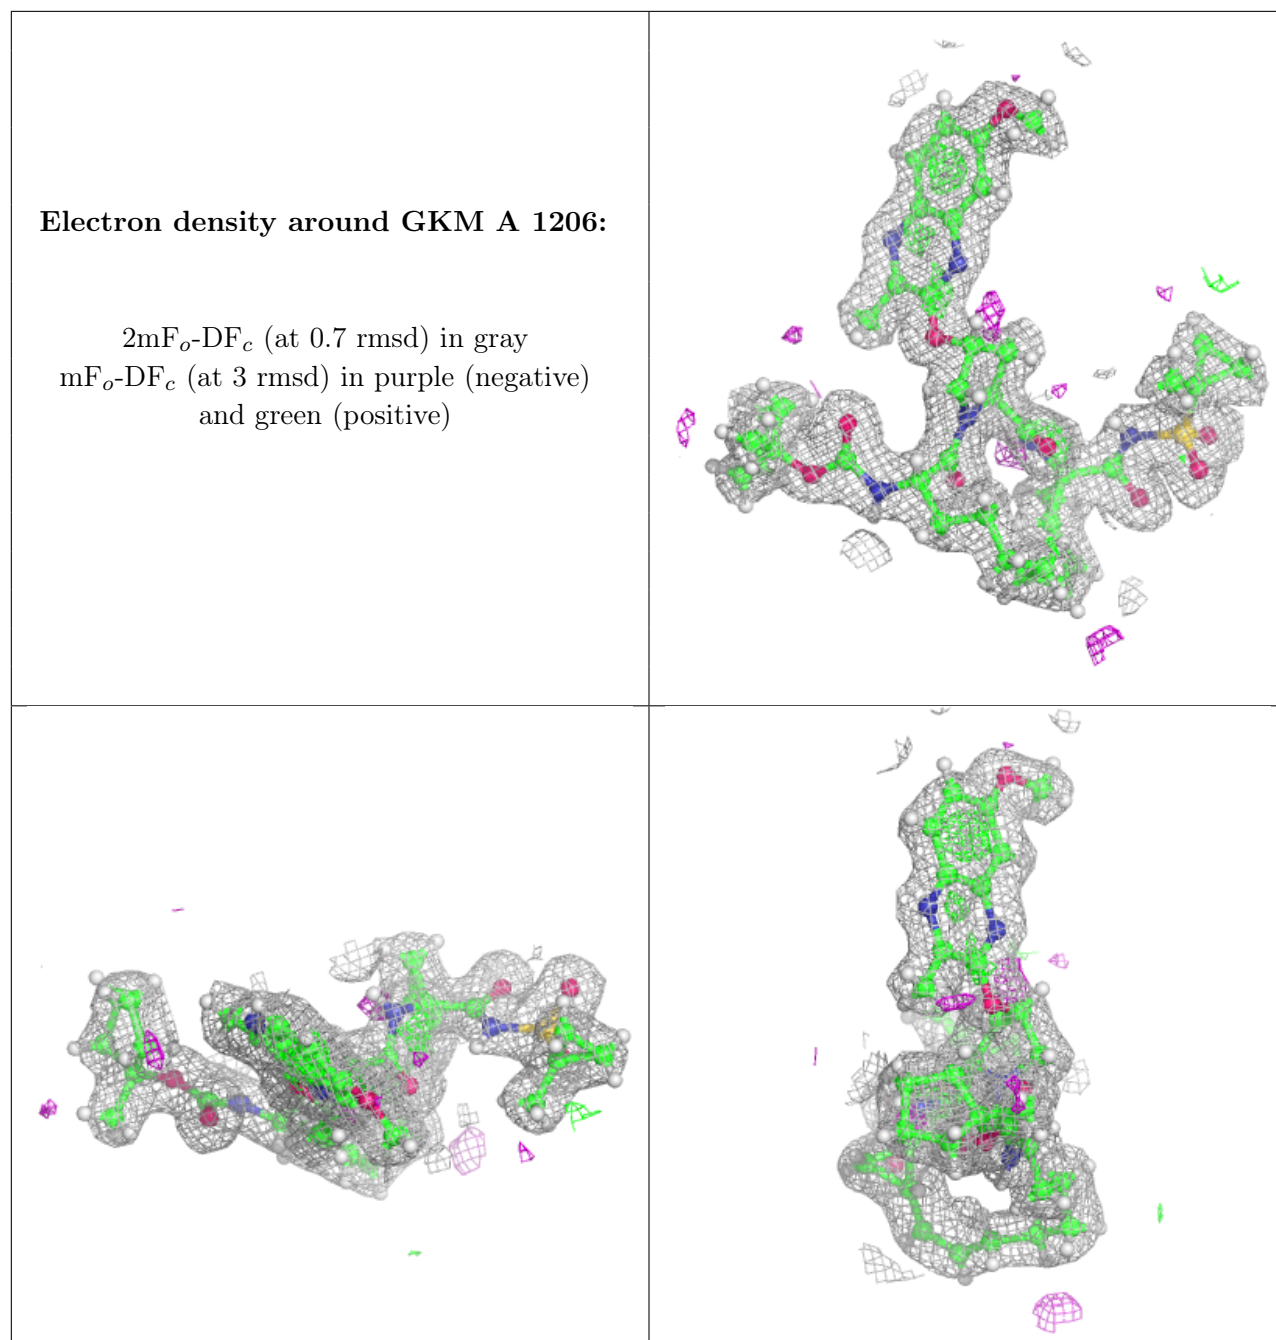 Electron density around GKM A 1206:
2mFo-DFc (at 0.7 rmsd) in gray
mFo-DFc (at 3 rmsd) in purple (negative)
and green (positive)